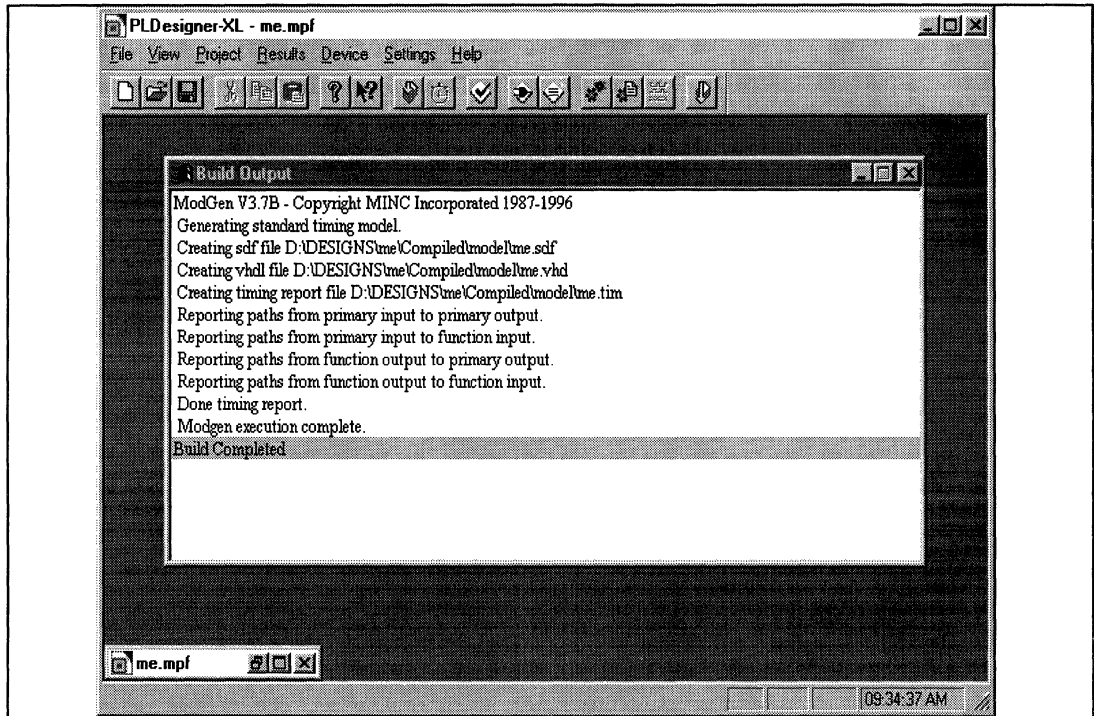 PLDesigner-XL - me.mpf
File View Project Results Device Settings Help
Build Output
ModGen V3.7B - Copyright MINC Incorporated 1987-1996
Generating standard timing model.
Creating sdf file D:\DESIGNS\me\Compiled\model\me.sdf
Creating vhdl file D:\DESIGNS\me\Compiled\model\me.vhd
Creating timing report file D:\DESIGNS\me\Compiled\model\me.tim
Reporting paths from primary input to primary output.
Reporting paths from primary input to function input.
Reporting paths from function output to primary output.
Reporting paths from function output to function input.
Done timing report.
Modgen execution complete.
Build Completed
me.mpf
09:34:37 AM